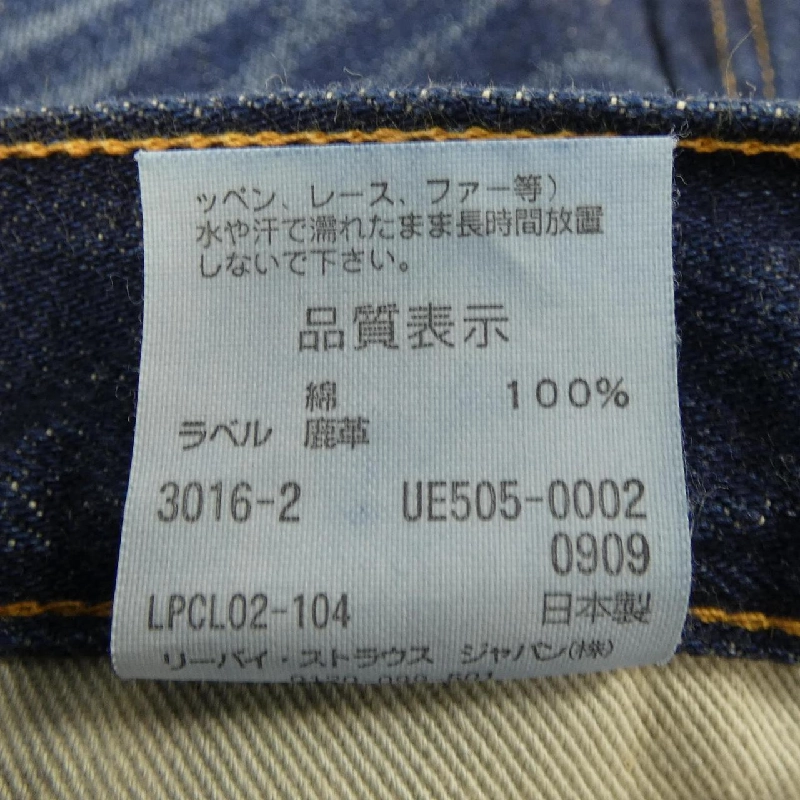 ッペン、レース、ファー等）
水や汗で濡れたまま長時間放置
しないで下さい。
品質表示
綿 100%
ラベル 鹿革
3016-2 UE505-0002
0909
LPCL02-104 日本製
リーバイ・ストラウス ジャパン(株)